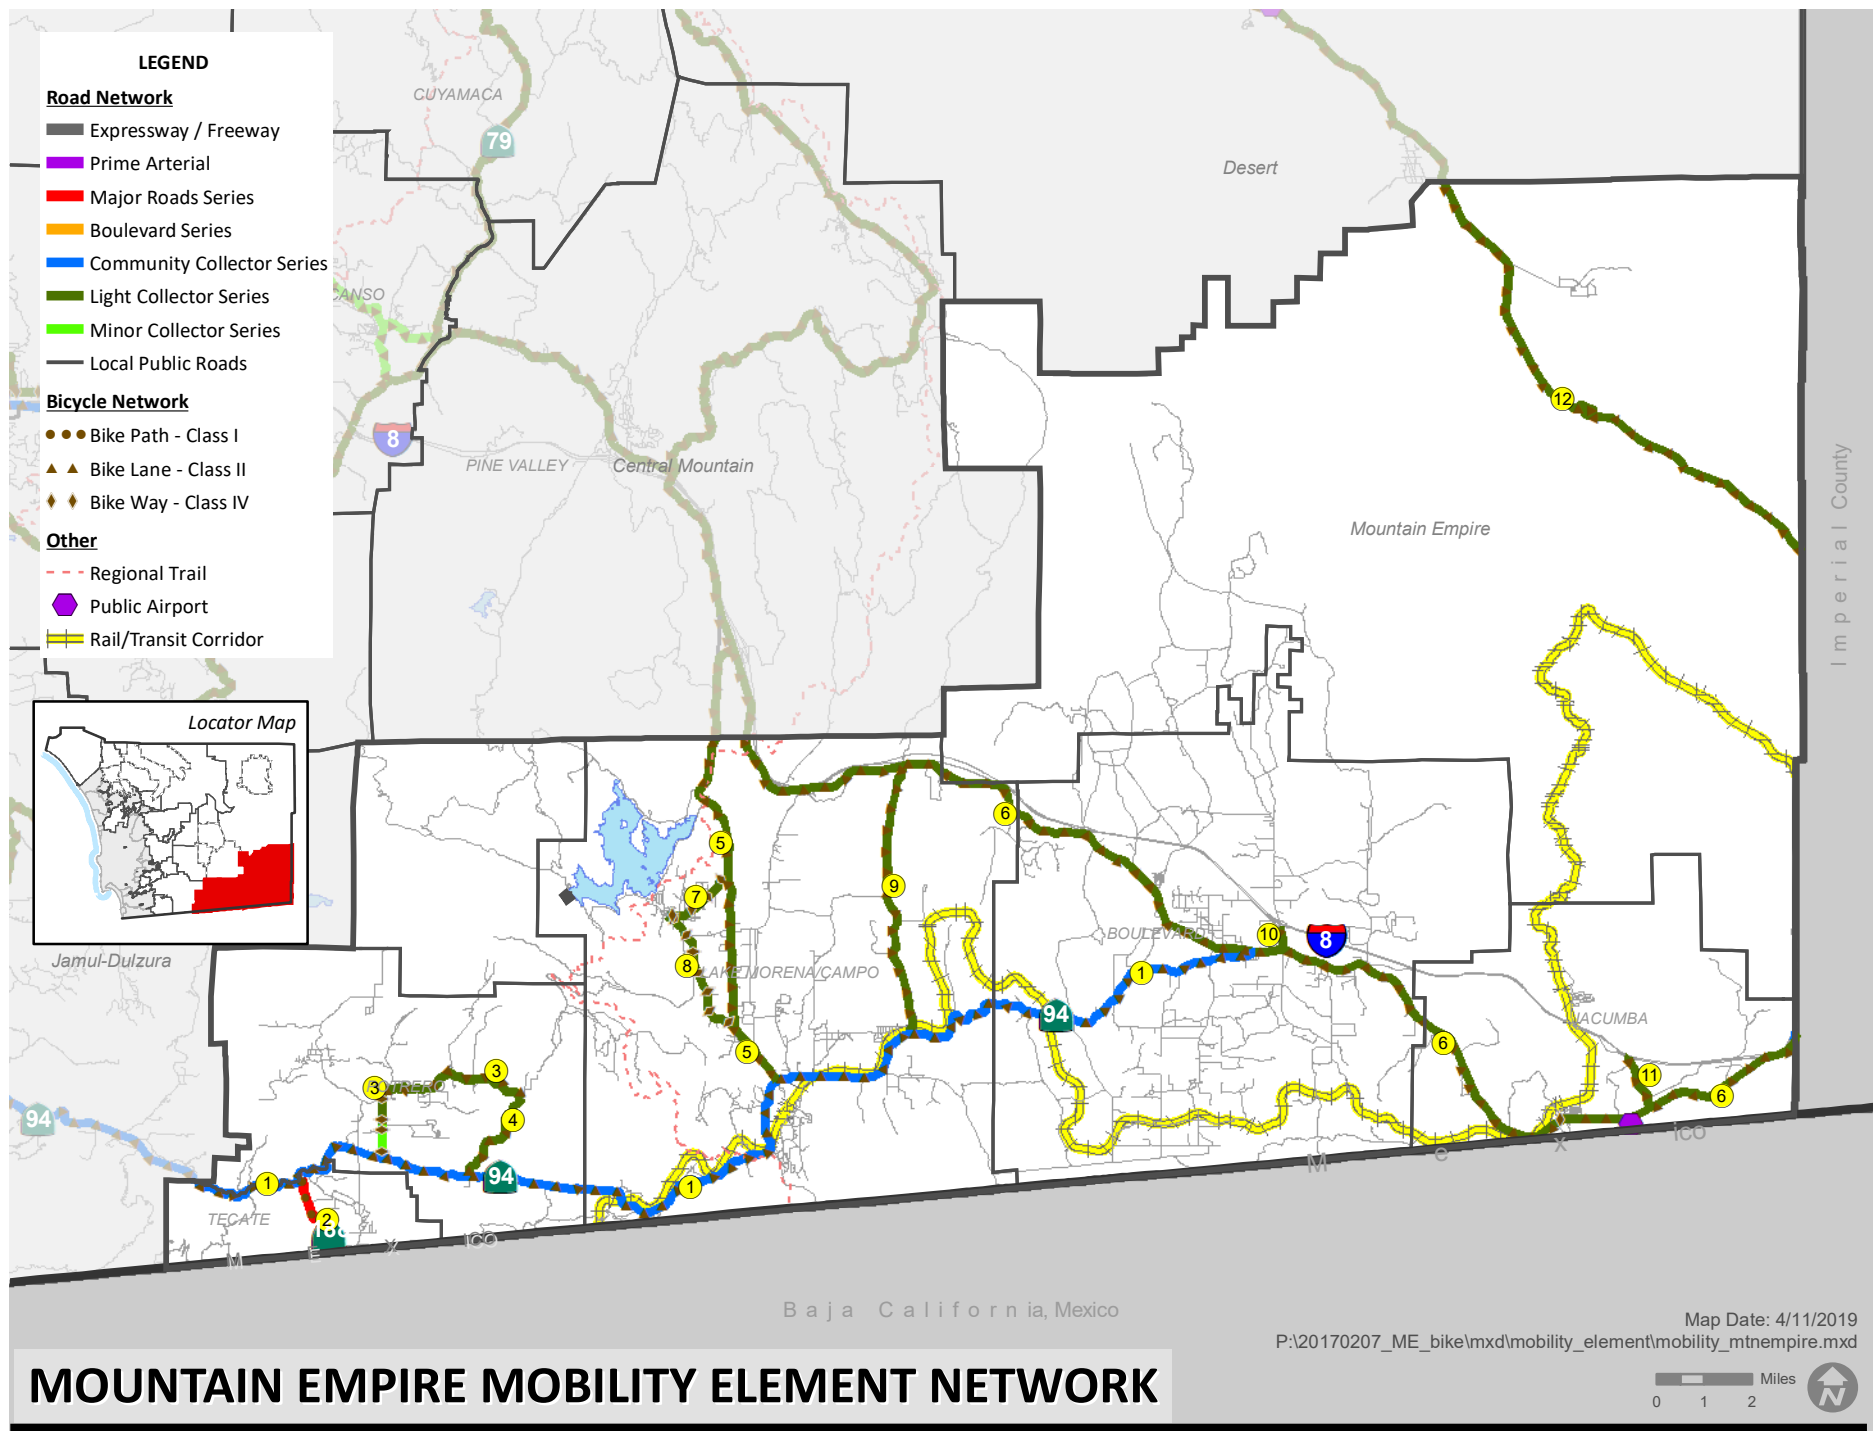 LEGEND
Road Network
Expressway / Freeway
Prime Arterial
Major Roads Series
Boulevard Series
Community Collector Series
Light Collector Series
Minor Collector Series
Local Public Roads
Bicycle Network
Bike Path - Class I
Bike Lane - Class II
Bike Way - Class IV
Other
Regional Trail
Public Airport
Rail/Transit Corridor
Locator Map
CUYAMACA
79
Desert
8
PINE VALLEY
Central Mountain
12
Mountain Empire
Imperial County
6
5
9
7
BOULEVARD
10
8
8
LAKE MORENA/CAMPO
1
Jamul-Dulzura
94
JACUMBA
5
6
3
3
11
6
4
94
94
1
1
2
TECATE
M E X ICO
M e x ico
Baja California, Mexico
Map Date: 4/11/2019
P:\20170207_ME_bike\mxd\mobility_element\mobility_mtnempire.mxd
MOUNTAIN EMPIRE MOBILITY ELEMENT NETWORK
Miles
0 1 2
N